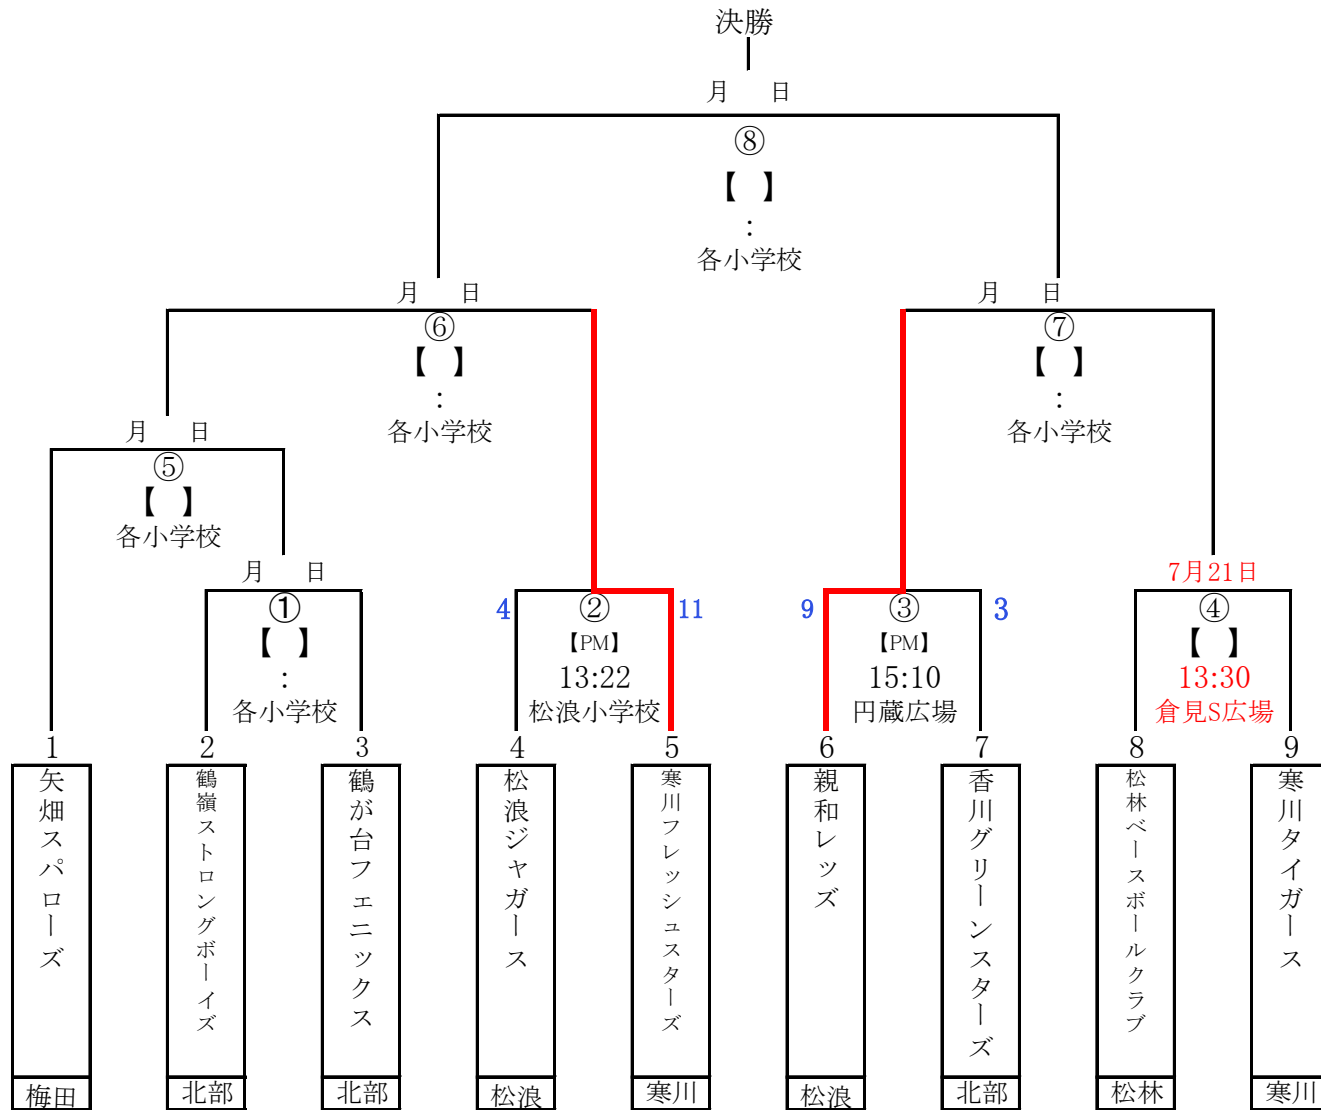 決勝
月 日
⑧
【 】
:
各小学校
月 日
⑥
【 】
:
各小学校
月 日
⑦
【 】
:
各小学校
月 日
⑤
【 】
各小学校
月 日
①
【 】
:
各小学校
4
②
11
【PM】
13:22
松浪小学校
9
③
3
【PM】
15:10
円蔵広場
7月21日
④
【 】
13:30
倉見S広場
1
2
3
4
5
6
7
8
9
矢畑スパローズ
鶴嶺ストロングボーイズ
鶴が台フェニックス
松浪ジャガース
寒川フレッシュスターズ
親和レッズ
香川グリーンスターズ
松林ベースボールクラブ
寒川タイガース
梅田
北部
北部
松浪
寒川
松浪
北部
松林
寒川